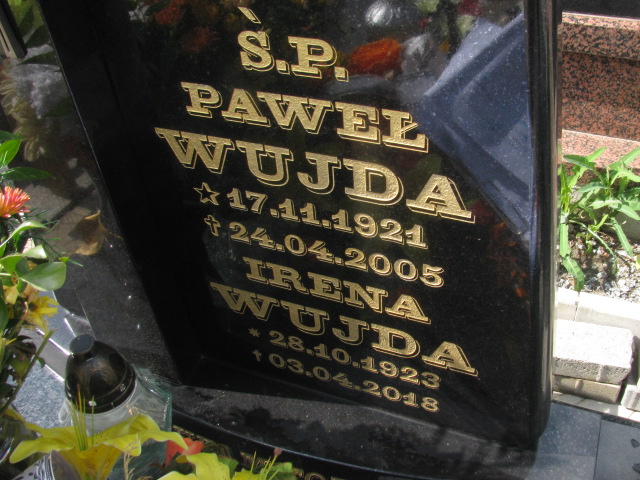 Ś.P.
PAWEŁ
WUJDA
☆ 17.11.1921
✝ 24.04.2005
IRENA
WUJDA
* 28.10.1923
✝ 03.04.2018